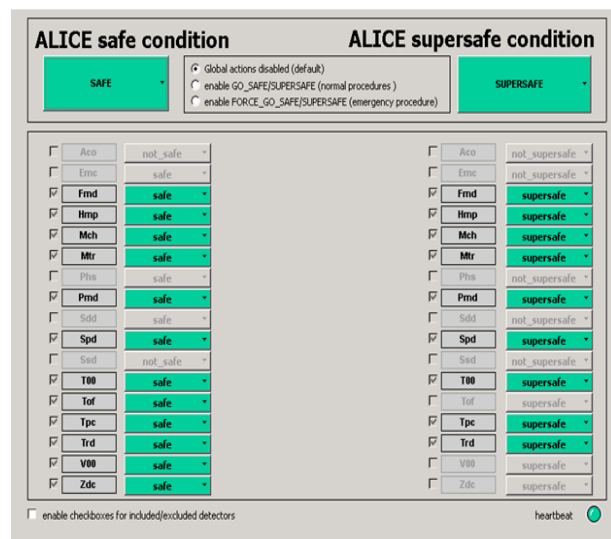 ALICE safe condition ALICE supersafe condition
SAFE
Global actions disabled (default)
enable GO_SAFE/SUPERSAFE (normal procedures )
enable FORCE_GO_SAFE/SUPERSAFE (emergency procedure)
SUPERSAFE
Aco not_safe Aco not_supersafe
Emc safe Emc not_supersafe
Fmd safe Fmd supersafe
Hmp safe Hmp supersafe
Mch safe Mch supersafe
Mtr safe Mtr supersafe
Phs safe Phs not_supersafe
Pmd safe Pmd supersafe
Sdd safe Sdd not_supersafe
Spd safe Spd supersafe
Ssd not_safe Ssd not_supersafe
T00 safe T00 supersafe
Tof safe Tof supersafe
Tpc safe Tpc supersafe
Trd safe Trd supersafe
V00 safe V00 supersafe
Zdc safe Zdc supersafe
enable checkboxes for included/excluded detectors heartbeat